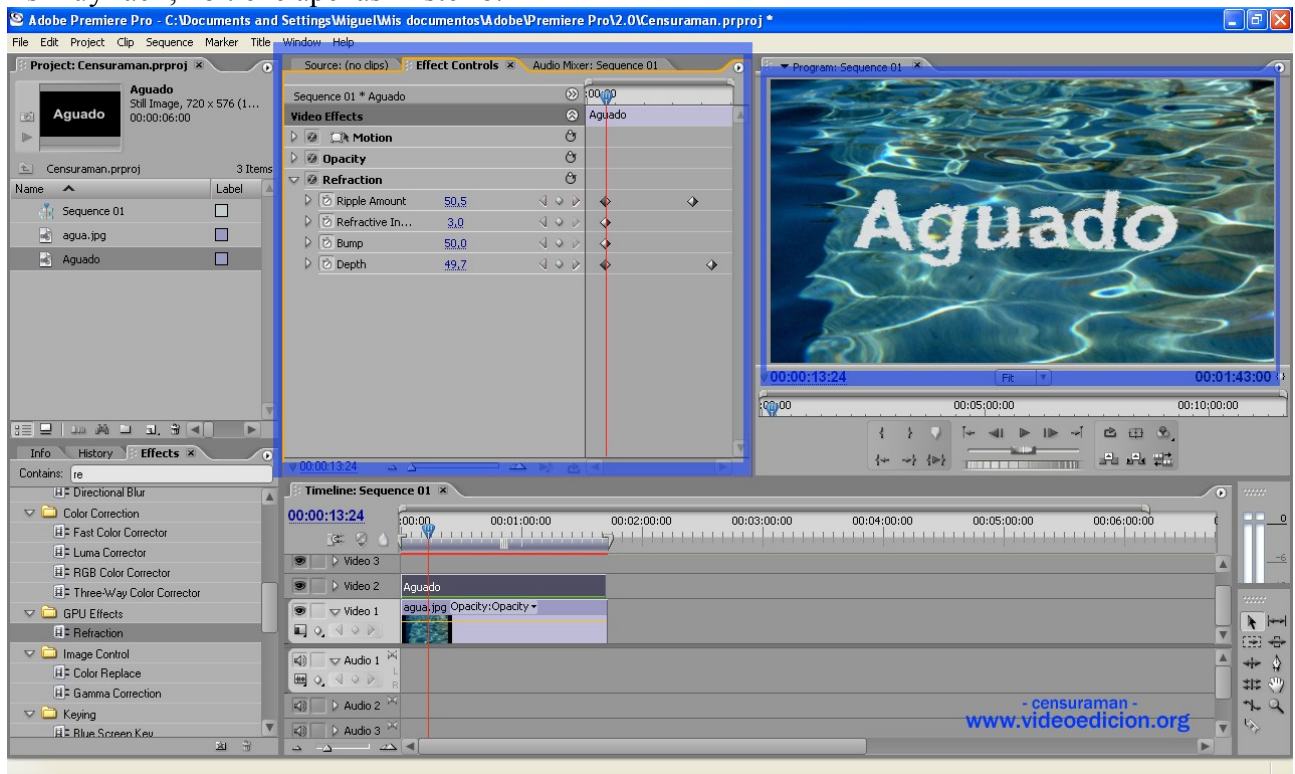 Adobe Premiere Pro - C:\Documents and Settings\Miguel\Mis documentos\Adobe\Premiere Pro\2.0\Censuraman.prproj *
File Edit Project Clip Sequence Marker Title Window Help
Project: Censuraman.prproj
Aguado
Still Image, 720 x 576 (1...
00:00:06:00
Aguado
Censuraman.prproj 3 Items
Name Label
Sequence 01
agua.jpg
Aguado
Source: (no clips) Effect Controls Audio Mixer: Sequence 01
Sequence 01 * Aguado :00;00
Video Effects Aguado
Motion
Opacity
Refraction
Ripple Amount 50,5
Refractive In... 3,0
Bump 50,0
Depth 49,7
00:00:13:24
Program: Sequence 01
Aguado
00:00:13:24 Fit 00:01:43:00
:00:00 00:05:00:00 00:10:00:00
Info History Effects
Contains: re
Directional Blur
Color Correction
Fast Color Corrector
Luma Corrector
RGB Color Corrector
Three-Way Color Corrector
GPU Effects
Refraction
Image Control
Color Replace
Gamma Correction
Keying
Blue Screen Key
Timeline: Sequence 01
00:00:13:24 :00:00 00:01:00:00 00:02:00:00 00:03:00:00 00:04:00:00 00:05:00:00 00:06:00:00
Video 3
Video 2 Aguado
Video 1 agua.jpg Opacity:Opacity
Audio 1 L R
Audio 2
Audio 3
0
-6
- censuraman -
www.videoedicion.org